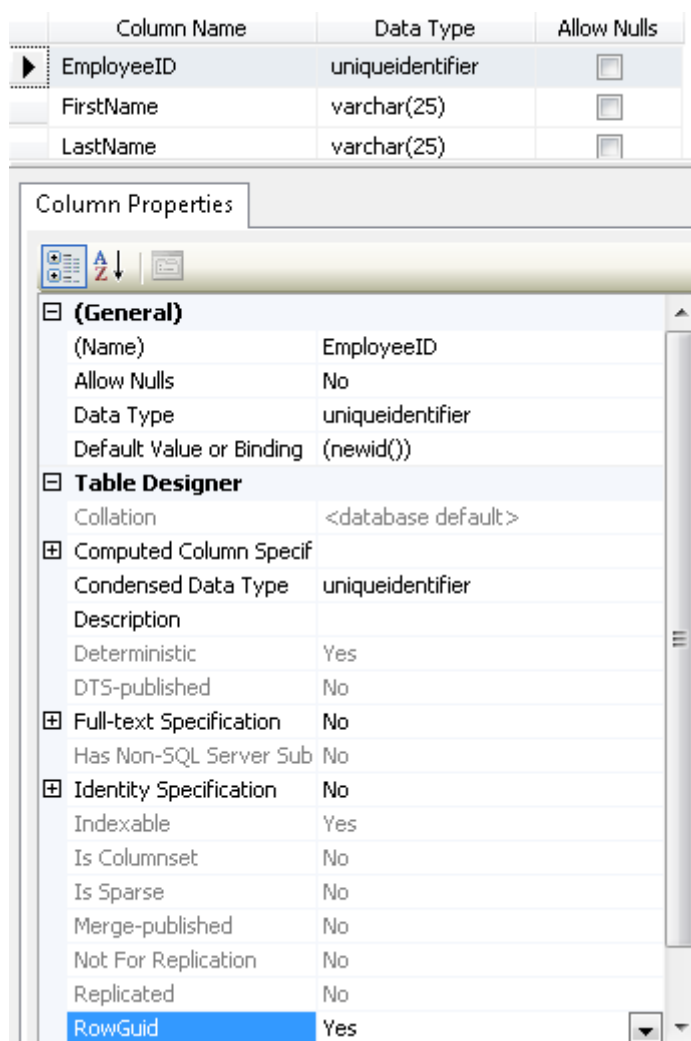 Column Name Data Type Allow Nulls
EmployeeID uniqueidentifier
FirstName varchar(25)
LastName varchar(25)
Column Properties
(General)
(Name) EmployeeID
Allow Nulls No
Data Type uniqueidentifier
Default Value or Binding (newid())
Table Designer
Collation <database default>
Computed Column Specif
Condensed Data Type uniqueidentifier
Description
Deterministic Yes
DTS-published No
Full-text Specification No
Has Non-SQL Server Sub No
Identity Specification No
Indexable Yes
Is Columnset No
Is Sparse No
Merge-published No
Not For Replication No
Replicated No
RowGuid Yes